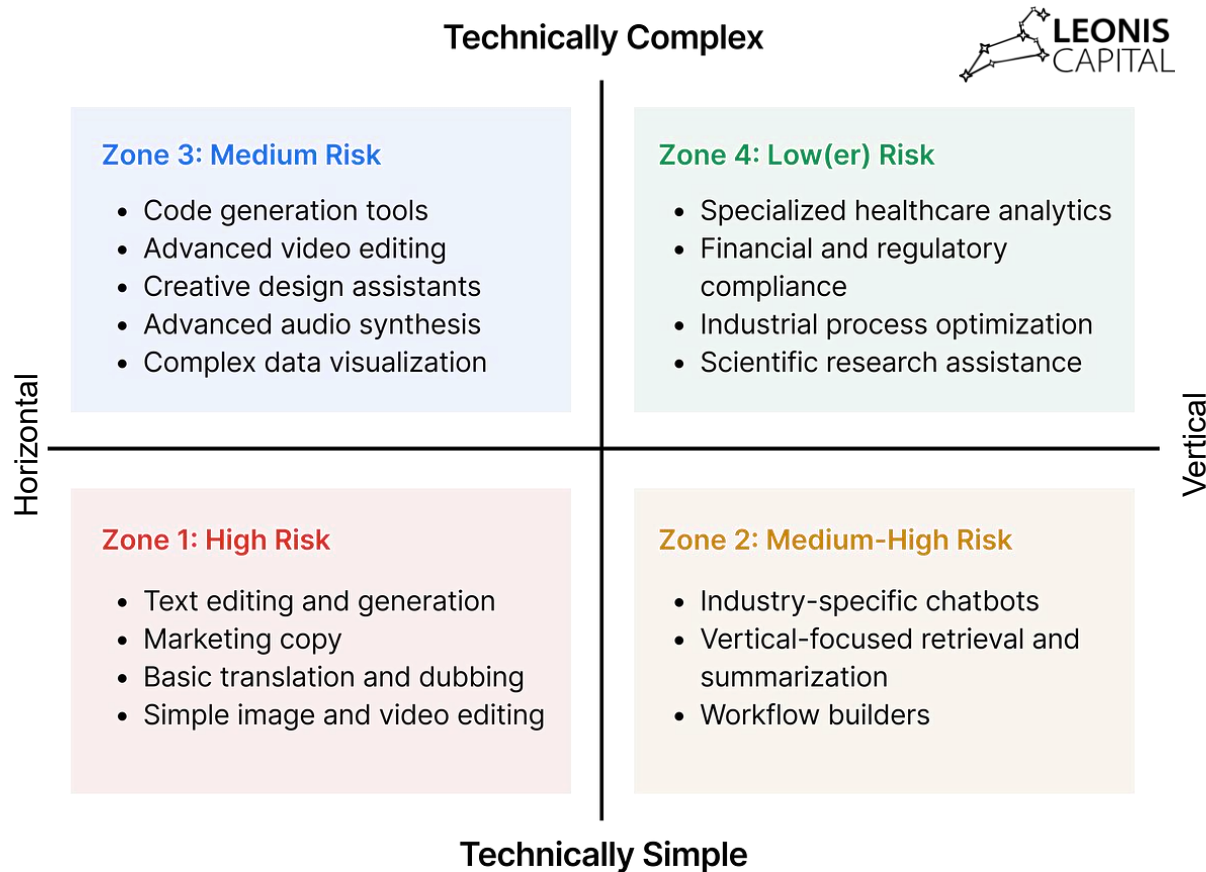 Technically Complex
LEONIS
CAPITAL
Zone 3: Medium Risk
• Code generation tools
• Advanced video editing
• Creative design assistants
• Advanced audio synthesis
• Complex data visualization
Zone 4: Low(er) Risk
• Specialized healthcare analytics
• Financial and regulatory
compliance
• Industrial process optimization
• Scientific research assistance
Horizontal
Vertical
Zone 1: High Risk
• Text editing and generation
• Marketing copy
• Basic translation and dubbing
• Simple image and video editing
Zone 2: Medium-High Risk
• Industry-specific chatbots
• Vertical-focused retrieval and
summarization
• Workflow builders
Technically Simple